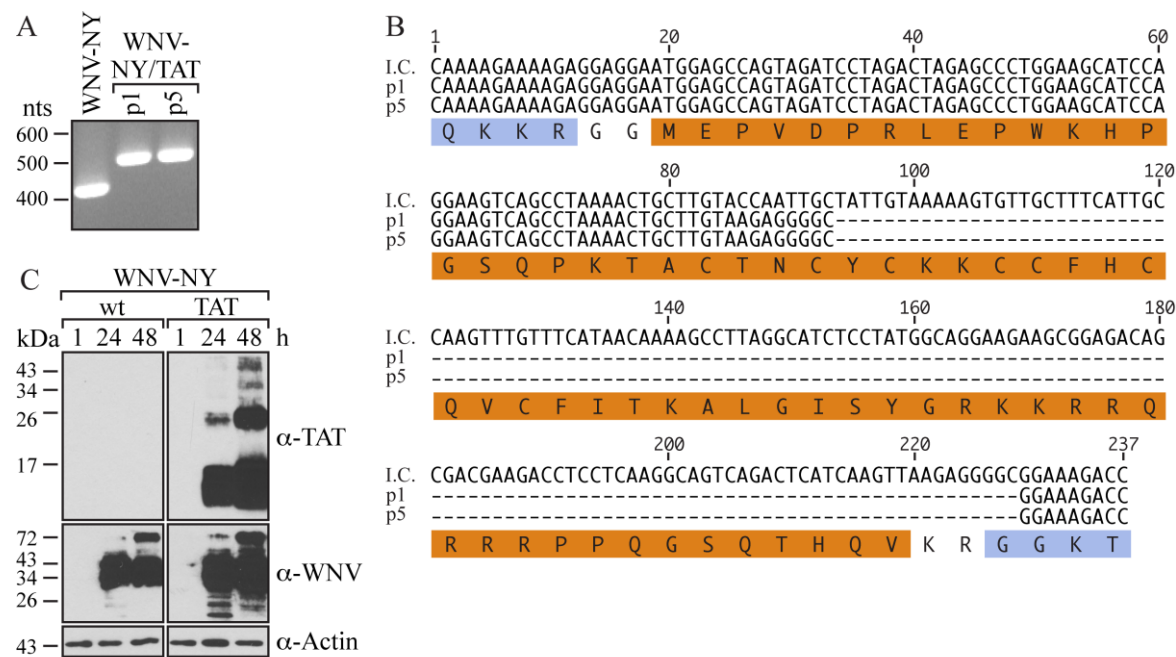 A
WNV-NY
WNV-
NY/TAT
p1
p5
nts
600
500
400
B
1 20 40 60
I.C. CAAAAGAAAAGAGGAGGAATGGAGCCAGTAGATCCTAGACTAGAGCCCTGGAAGCATCCA
p1 CAAAAGAAAAGAGGAGGAATGGAGCCAGTAGATCCTAGACTAGAGCCCTGGAAGCATCCA
p5 CAAAAGAAAAGAGGAGGAATGGAGCCAGTAGATCCTAGACTAGAGCCCTGGAAGCATCCA
Q K K R G G M E P V D P R L E P W K H P
80 100 120
I.C. GGAAGTCAGCCTAAAACTGCTTGTACCAATTGCTATTGTAAAAAGTGTTGCTTTCATTGC
p1 GGAAGTCAGCCTAAAACTGCTTGTAAGAGGGGC---------------------------
p5 GGAAGTCAGCCTAAAACTGCTTGTAAGAGGGGC---------------------------
G S Q P K T A C T N C Y C K K C C F H C
140 160 180
I.C. CAAGTTTGTTTCATAACAAAAGCCTTAGGCATCTCCTATGGCAGGAAGAAGCGGAGACAG
p1 ------------------------------------------------------------
p5 ------------------------------------------------------------
Q V C F I T K A L G I S Y G R K K R R Q
200 220 237
I.C. CGACGAAGACCTCCTCAAGGCAGTCAGACTCATCAAGTTAAGAGGGGCGGAAAGACC
p1 ------------------------------------------------GGAAAGACC
p5 ------------------------------------------------GGAAAGACC
R R R P P Q G S Q T H Q V K R G G K T
C
WNV-NY
wt TAT
kDa 1 24 48 1 24 48 h
43
34
26
17
α-TAT
72
43
34
26
α-WNV
43
α-Actin